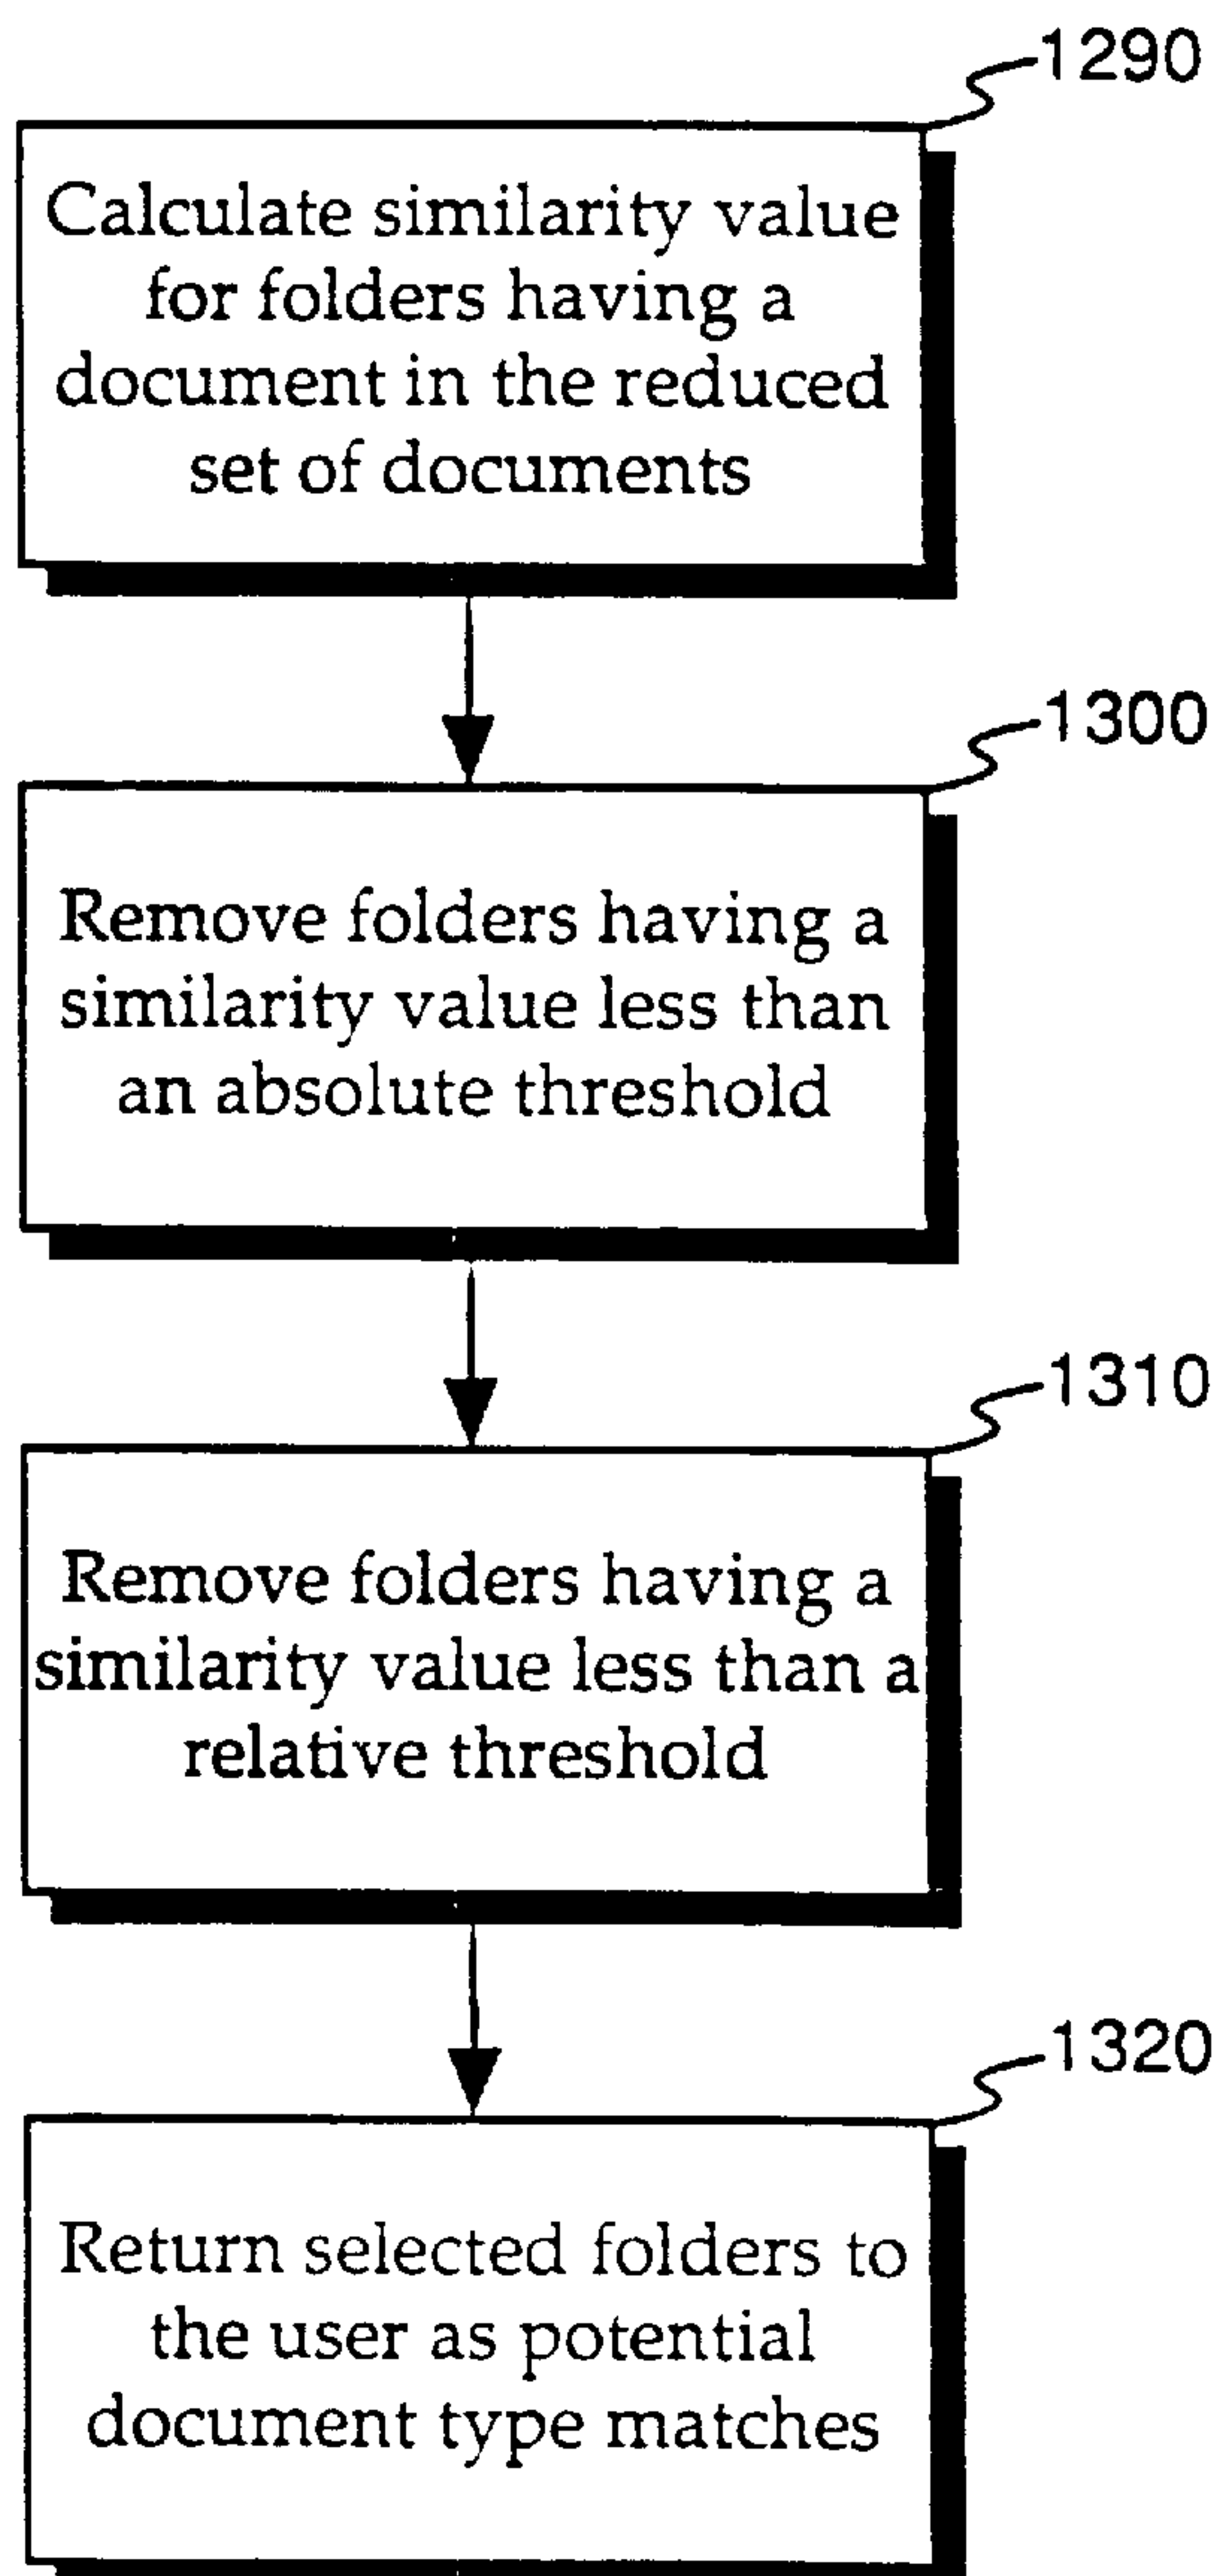 1290
Calculate similarity value
for folders having a
document in the reduced
set of documents
1300
Remove folders having a
similarity value less than
an absolute threshold
1310
Remove folders having a
similarity value less than a
relative threshold
1320
Return selected folders to
the user as potential
document type matches